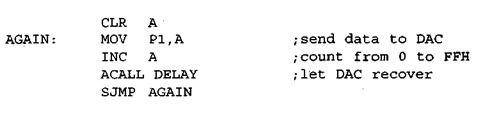 CLR A
AGAIN: MOV P1,A ;send data to DAC
INC A ;count from 0 to FFH
ACALL DELAY ;let DAC recover
SJMP AGAIN